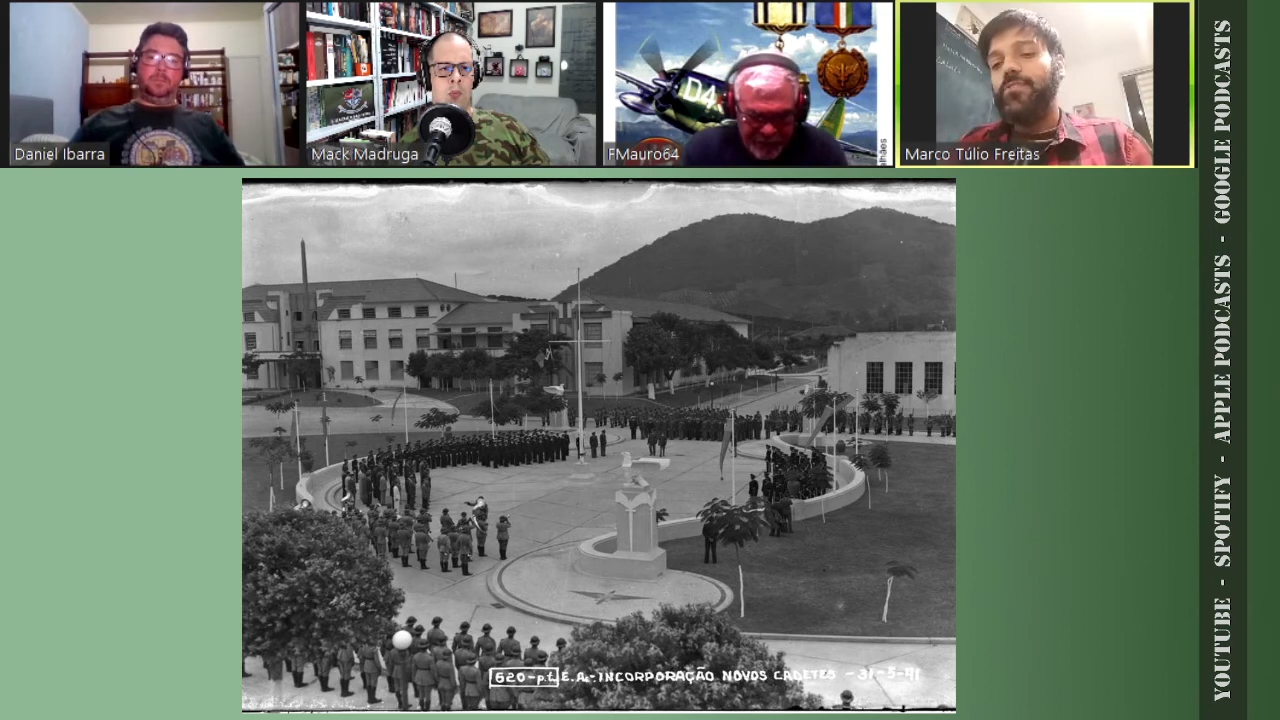 Daniel Ibarra
Mack Madruga
FMauro64
Marco Túlio Freitas
D4
YOUTUBE - SPOTIFY - APPLE PODCASTS - GOOGLE PODCASTS
620-p.t. E.A.-INCORPORAÇÃO NOVOS CADETES - 31-5-41